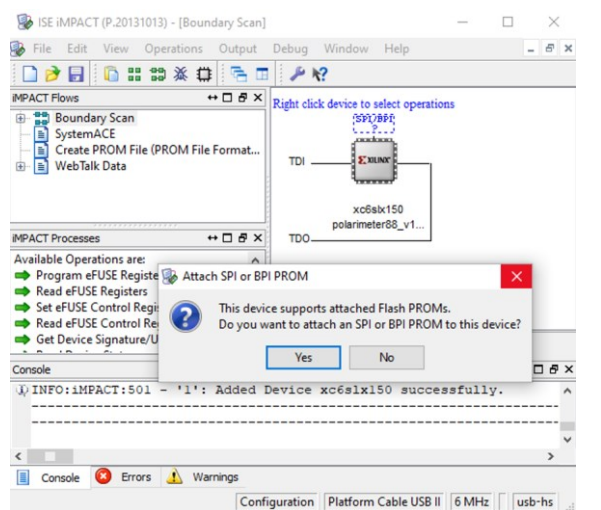 ISE iMPACT (P.20131013) - [Boundary Scan]
File Edit View Operations Output Debug Window Help
iMPACT Flows
Boundary Scan
SystemACE
Create PROM File (PROM File Format...
WebTalk Data
Right click device to select operations
SPI/BPI
?
TDI
XILINX
xc6slx150
polarimeter88_v1...
TDO
iMPACT Processes
Available Operations are:
Program eFUSE Registe
Read eFUSE Registers
Set eFUSE Control Regi
Read eFUSE Control Re
Get Device Signature/U
Attach SPI or BPI PROM
This device supports attached Flash PROMs.
Do you want to attach an SPI or BPI PROM to this device?
Yes No
Console
INFO:iMPACT:501 - '1': Added Device xc6slx150 successfully.
----------------------------------------------------------------------
----------------------------------------------------------------------
Console Errors Warnings
Configuration Platform Cable USB II 6 MHz usb-hs